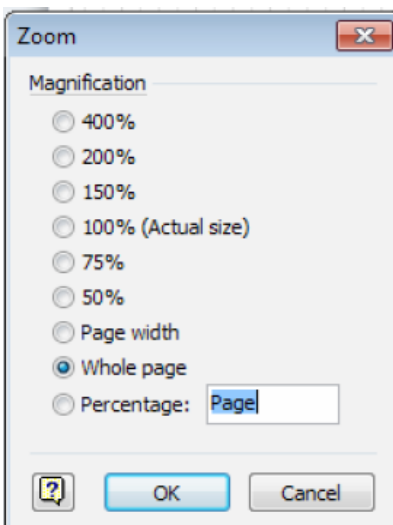 Zoom
Magnification
400%
200%
150%
100% (Actual size)
75%
50%
Page width
Whole page
Percentage: Page
? OK Cancel